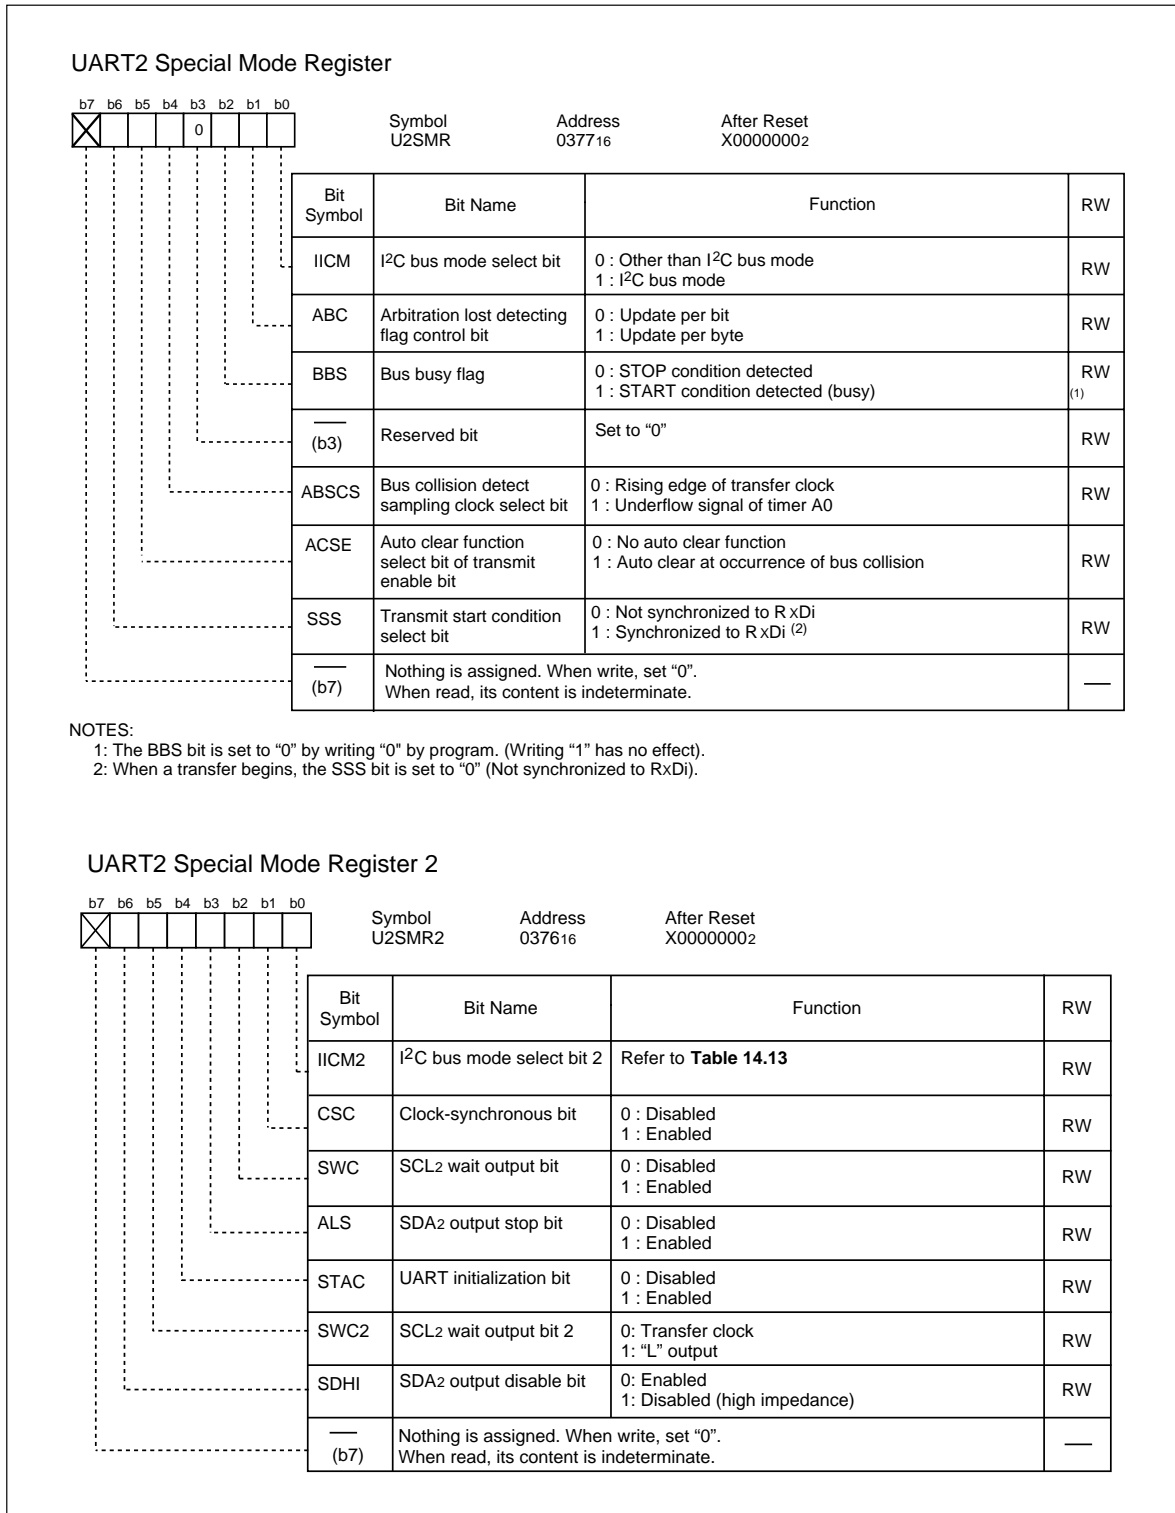 UART2 Special Mode Register
b7 b6 b5 b4 b3 b2 b1 b0
0
Symbol Address After Reset
U2SMR 037716 X00000002
Bit Symbol Bit Name Function RW
IICM I2C bus mode select bit 0 : Other than I2C bus mode
1 : I2C bus mode RW
ABC Arbitration lost detecting 0 : Update per bit
flag control bit 1 : Update per byte RW
BBS Bus busy flag 0 : STOP condition detected RW
1 : START condition detected (busy) (1)
(b3) Reserved bit Set to “0” RW
ABSCS Bus collision detect 0 : Rising edge of transfer clock
sampling clock select bit 1 : Underflow signal of timer A0 RW
ACSE Auto clear function 0 : No auto clear function
select bit of transmit 1 : Auto clear at occurrence of bus collision RW
enable bit
SSS Transmit start condition 0 : Not synchronized to RXDi
select bit 1 : Synchronized to RXDi (2) RW
(b7) Nothing is assigned. When write, set “0”.
When read, its content is indeterminate. —
NOTES:
1: The BBS bit is set to “0” by writing “0" by program. (Writing “1” has no effect).
2: When a transfer begins, the SSS bit is set to “0” (Not synchronized to RXDi).
UART2 Special Mode Register 2
b7 b6 b5 b4 b3 b2 b1 b0
Symbol Address After Reset
U2SMR2 037616 X00000002
Bit Symbol Bit Name Function RW
IICM2 I2C bus mode select bit 2 Refer to Table 14.13 RW
CSC Clock-synchronous bit 0 : Disabled
1 : Enabled RW
SWC SCL2 wait output bit 0 : Disabled
1 : Enabled RW
ALS SDA2 output stop bit 0 : Disabled
1 : Enabled RW
STAC UART initialization bit 0 : Disabled
1 : Enabled RW
SWC2 SCL2 wait output bit 2 0: Transfer clock
1: “L” output RW
SDHI SDA2 output disable bit 0: Enabled
1: Disabled (high impedance) RW
(b7) Nothing is assigned. When write, set “0”.
When read, its content is indeterminate. —